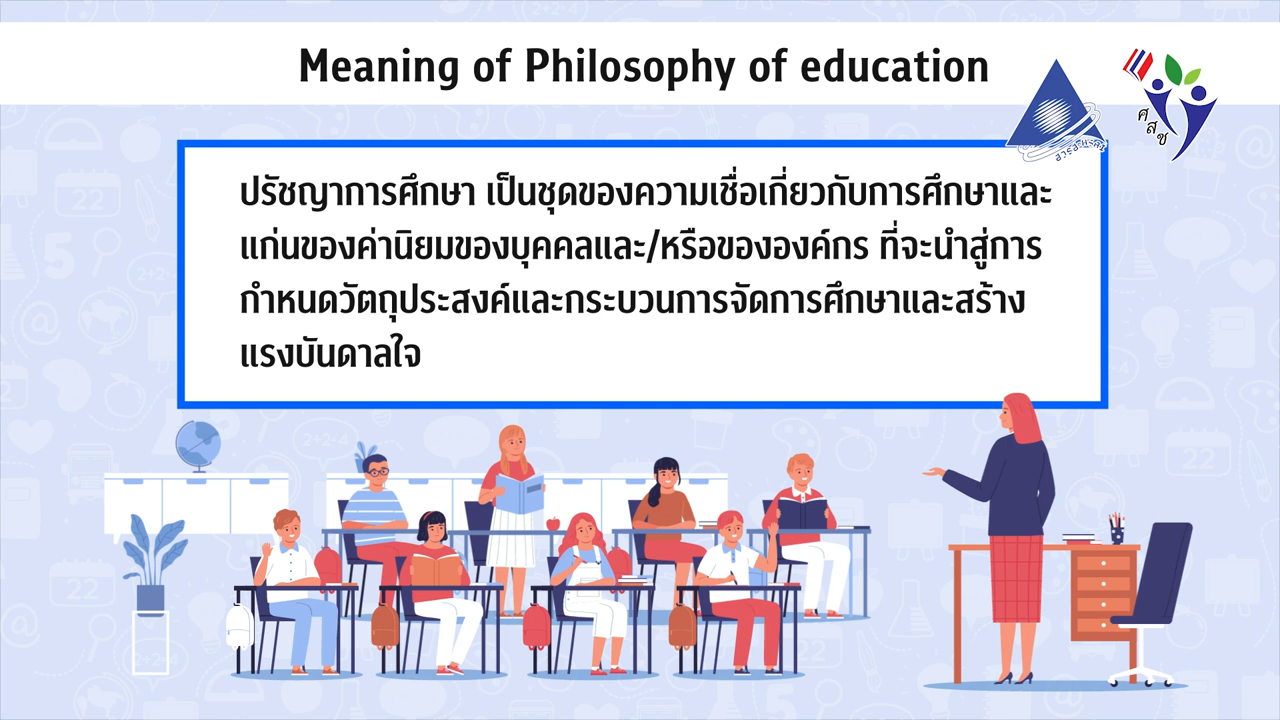 Meaning of Philosophy of education
ปรัชญาการศึกษา เป็นชุดของความเชื่อเกี่ยวกับการศึกษาและ
แก่นของค่านิยมของบุคคลและ/หรือขององค์กร ที่จะนำสู่การ
กำหนดวัตถุประสงค์และกระบวนการจัดการศึกษาและสร้าง
แรงบันดาลใจ
ศสช